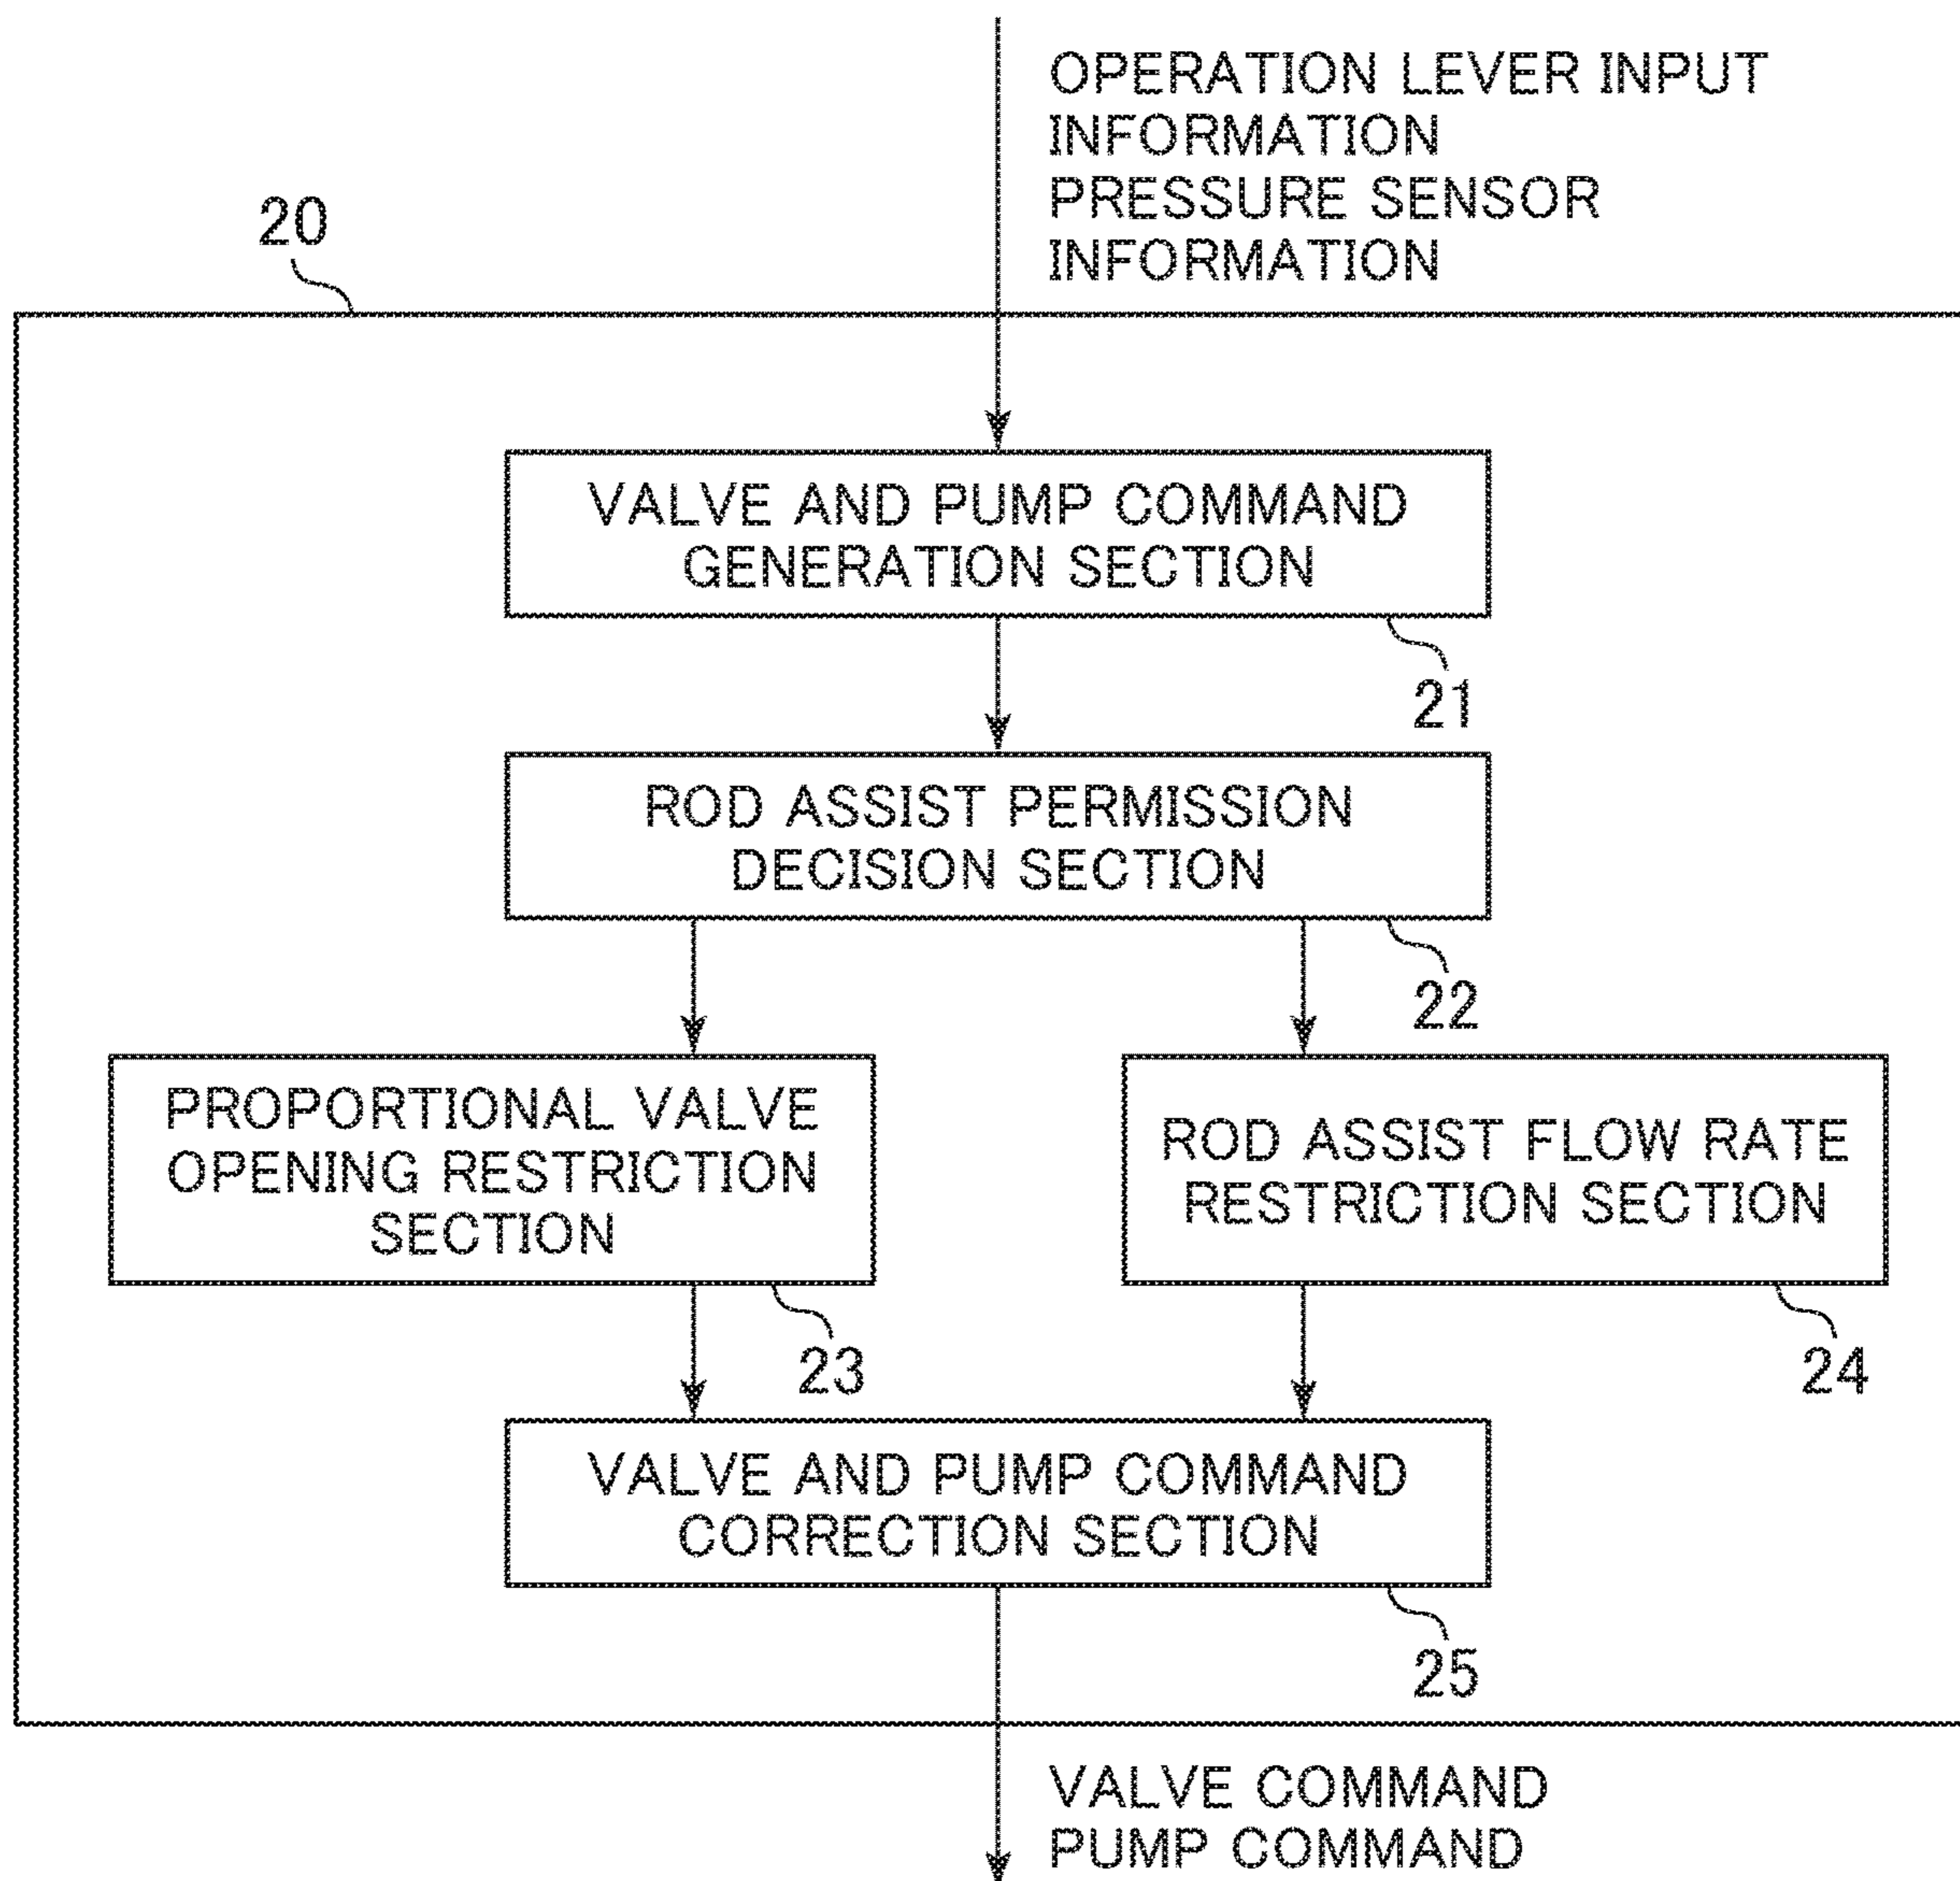 OPERATION LEVER INPUT
INFORMATION
PRESSURE SENSOR
INFORMATION
20
VALVE AND PUMP COMMAND
GENERATION SECTION
21
ROD ASSIST PERMISSION
DECISION SECTION
22
PROPORTIONAL VALVE
OPENING RESTRICTION
SECTION
23
ROD ASSIST FLOW RATE
RESTRICTION SECTION
24
VALVE AND PUMP COMMAND
CORRECTION SECTION
25
VALVE COMMAND
PUMP COMMAND